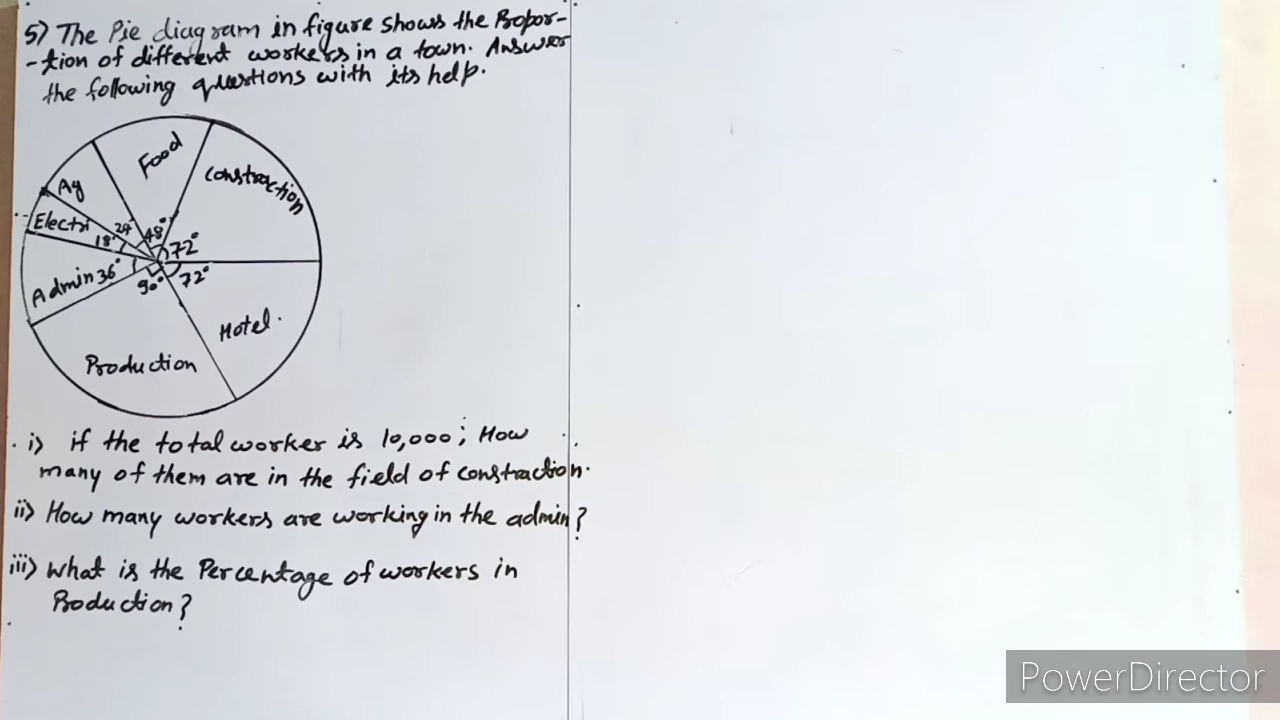 5) The Pie diagram in figure shows the Propor-
-tion of different workers in a town. Answer
the following questions with its help.
Food
Constraction
Ag
Electri
24°
48°
18°
72°
Admin 36°
90°
72°
Hotel.
Production
i) if the total worker is 10,000; How
many of them are in the field of constraction.
ii) How many workers are working in the admin?
iii) What is the Percentage of workers in
Production?
PowerDirector